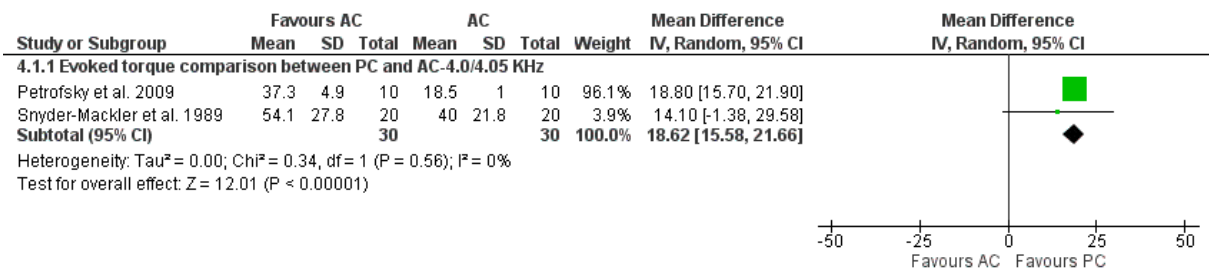 Favours AC AC Mean Difference Mean Difference
Study or Subgroup Mean SD Total Mean SD Total Weight IV, Random, 95% CI IV, Random, 95% CI
4.1.1 Evoked torque comparison between PC and AC-4.0/4.05 KHz
Petrofsky et al. 2009 37.3 4.9 10 18.5 1 10 96.1% 18.80 [15.70, 21.90]
Snyder-Mackler et al. 1989 54.1 27.8 20 40 21.8 20 3.9% 14.10 [-1.38, 29.58]
Subtotal (95% CI) 30 30 100.0% 18.62 [15.58, 21.66]
Heterogeneity: Tau² = 0.00; Chi² = 0.34, df = 1 (P = 0.56); I² = 0%
Test for overall effect: Z = 12.01 (P < 0.00001)
-50 -25 0 25 50
Favours AC Favours PC